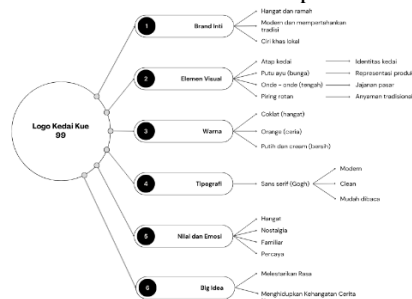 Logo Kedai Kue
99
1
Brand Inti
Hangat dan ramah
Modern dan mempertahankan
tradisi
Ciri khas lokal
2
Elemen Visual
Atap kedai
Identitas kedai
Putu ayu (bunga)
Representasi produk
Onde - onde (tengah)
Jajanan pasar
Piring rotan
Anyaman tradisional
3
Warna
Coklat (hangat)
Orange (ceria)
Putih dan cream (bersih)
4
Tipografi
Sans serif (Gogh)
Modern
Clean
Mudah dibaca
5
Nilai dan Emosi
Hangat
Nostalgia
Familiar
Percaya
6
Big Idea
Melestarikan Rasa
Menghidupkan Kehangatan Cerita